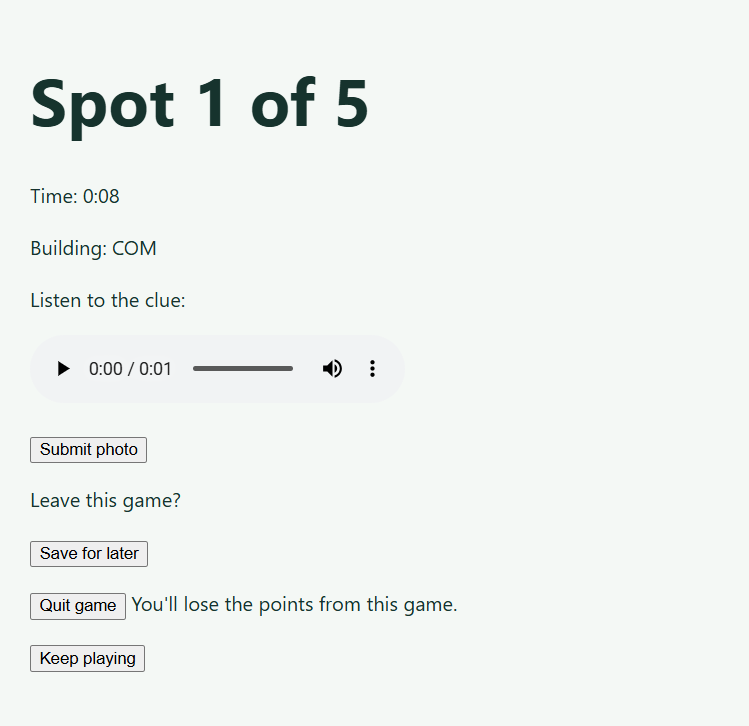 Spot 1 of 5
Time: 0:08
Building: COM
Listen to the clue:
0:00 / 0:01
Submit photo
Leave this game?
Save for later
Quit game You'll lose the points from this game.
Keep playing